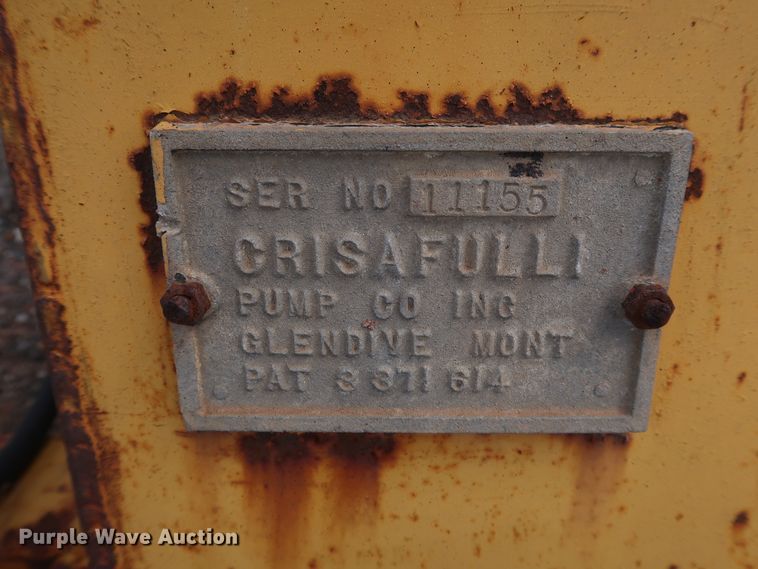 SER NO 11155
CRISAFULLI
PUMP CO INC
GLENDIVE MONT
PAT 3 371 614
Purple Wave Auction